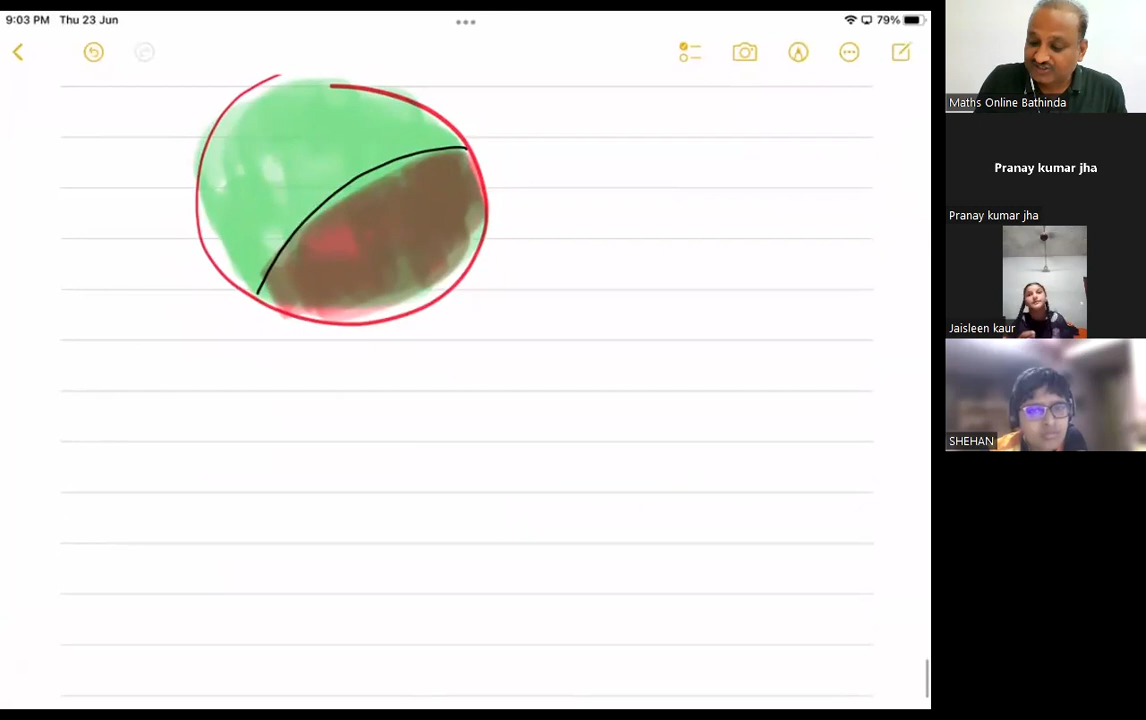 9:03 PM Thu 23 Jun
79%
Maths Online Bathinda
Pranay kumar jha
Pranay kumar jha
Jaisleen kaur
SHEHAN